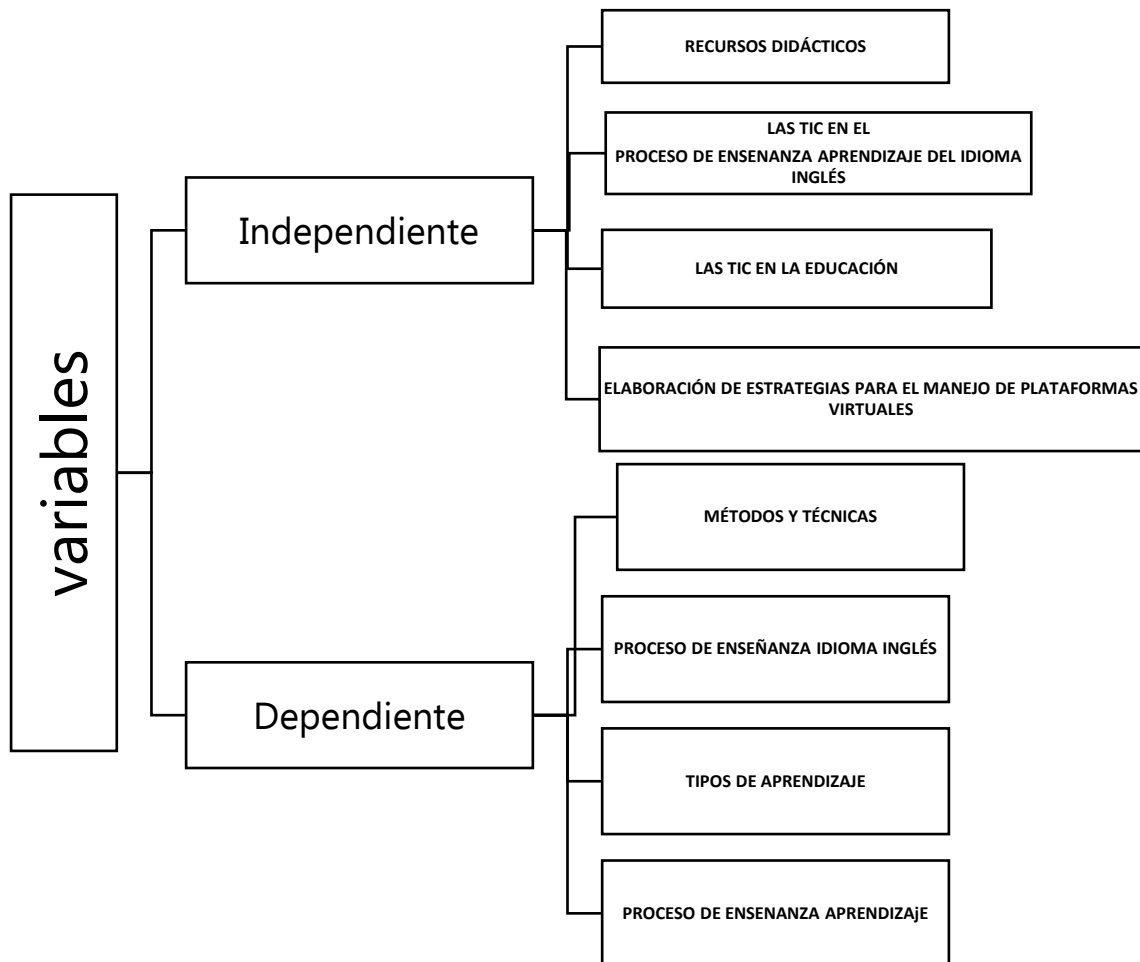 variables
Independiente
RECURSOS DIDÁCTICOS
LAS TIC EN EL
PROCESO DE ENSENANZA APRENDIZAJE DEL IDIOMA
INGLÉS
LAS TIC EN LA EDUCACIÓN
ELABORACIÓN DE ESTRATEGIAS PARA EL MANEJO DE PLATAFORMAS
VIRTUALES
Dependiente
MÉTODOS Y TÉCNICAS
PROCESO DE ENSEÑANZA IDIOMA INGLÉS
TIPOS DE APRENDIZAJE
PROCESO DE ENSENANZA APRENDIZAjE